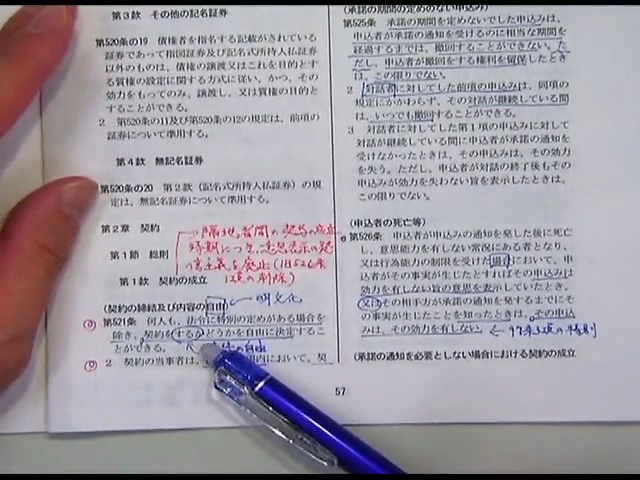 第3款 その他の記名証券
第520条の19 債権者を指名する記載がされている
証券であって指図証券及び記名式所持人払証券
以外のものは、債権の譲渡又はこれを目的とす
る質権の設定に関する方式に従い、かつ、その
効力をもってのみ、譲渡し、又は質権の目的と
することができる。
2 第520条の11及び第520条の12の規定は、前項の
証券について準用する。
第4款 無記名証券
第520条の20 第2款（記名式所持人払証券）の規
定は、無記名証券について準用する。
第2章 契約
第1節 総則
第1款 契約の成立
隔地者間の契約の成立
時期につき、意思表示の発
信主義を廃止（旧526条
1項の削除）
（契約の締結及び内容の自由） 明文化
第521条 何人も、法令に特別の定めがある場合を
除き、契約をするかどうかを自由に決定するこ
とができる。 の自由
2 契約の当事者は、 内において、契
（承諾の期間の定めのない申込み）
第525条 承諾の期間を定めないでした申込みは、
申込者が承諾の通知を受けるのに相当な期間を
経過するまでは、撤回することができない。た
だし、申込者が撤回をする権利を留保したとき
は、この限りでない。
2 対話者に対してした前項の申込みは、同項の
規定にかかわらず、その対話が継続している間
は、いつでも撤回することができる。
3 対話者に対してした第1項の申込みに対して
対話が継続している間に申込者が承諾の通知を
受けなかったときは、その申込みは、その効力
を失う。ただし、申込者が対話の終了後もその
申込みが効力を失わない旨を表示したときは、
この限りでない。
（申込者の死亡等）
第526条 申込者が申込みの通知を発した後に死亡
し、意思能力を有しない常況にある者となり、
又は行為能力の制限を受けた場合において、申
込者がその事実が生じたとすればその申込みは
効力を有しない旨の意思を表示していたとき、
又はその相手方が承諾の通知を発するまでにそ
の事実が生じたことを知ったときは、その申込
みは、その効力を有しない。 97条3項の特則
（承諾の通知を必要としない場合における契約の成立
57